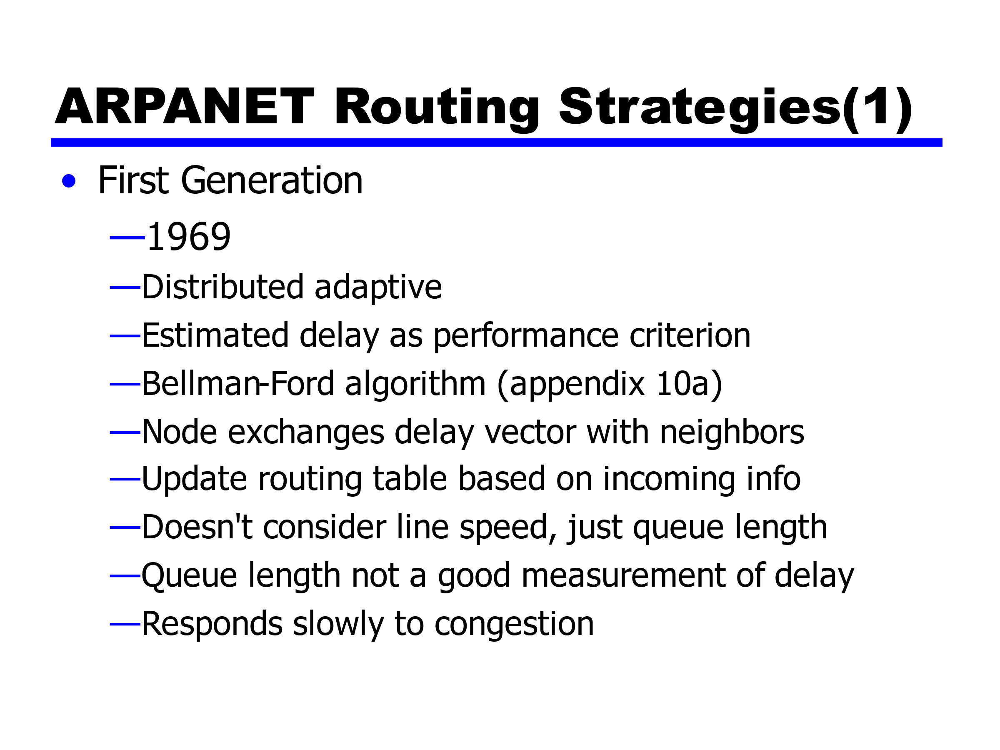 ARPANET Routing Strategies(1)
• First Generation
—1969
—Distributed adaptive
—Estimated delay as performance criterion
—Bellman-Ford algorithm (appendix 10a)
—Node exchanges delay vector with neighbors
—Update routing table based on incoming info
—Doesn't consider line speed, just queue length
—Queue length not a good measurement of delay
—Responds slowly to congestion